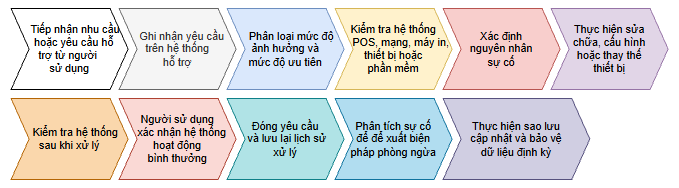 Tiếp nhận nhu cầu
hoặc yêu cầu hỗ
trợ từ người
sử dụng
Ghi nhận yêu cầu
trên hệ thống
hỗ trợ
Phân loại mức độ
ảnh hưởng và
mức độ ưu tiên
Kiểm tra hệ thống
POS, mạng, máy in,
thiết bị hoặc
phần mềm
Xác định
nguyên nhân
sự cố
Thực hiện sửa
chữa, cấu hình
hoặc thay thế
thiết bị
Kiểm tra hệ thống
sau khi xử lý
Người sử dụng
xác nhận hệ thống
hoạt động
bình thường
Đóng yêu cầu
và lưu lại lịch sử
xử lý
Phân tích sự cố
để đề xuất biện
pháp phòng ngừa
Thực hiện sao lưu
cập nhật và bảo vệ
dữ liệu định kỳ